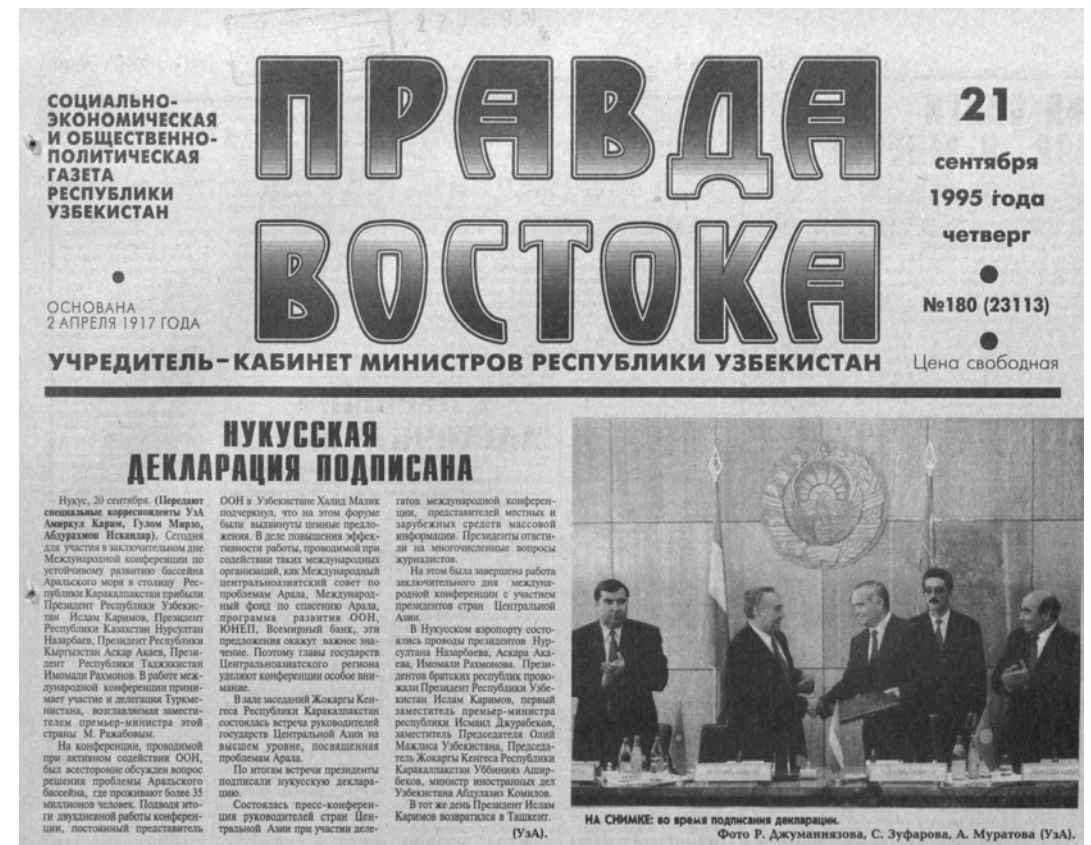 СОЦИАЛЬНО-
ЭКОНОМИЧЕСКАЯ
И ОБЩЕСТВЕННО-
ПОЛИТИЧЕСКАЯ
ГАЗЕТА
РЕСПУБЛИКИ
УЗБЕКИСТАН
ОСНОВАНА
2 АПРЕЛЯ 1917 ГОДА
ПРАВДА
ВОСТОКА
21
сентября
1995 года
четверг
№180 (23113)
Цена свободная
УЧРЕДИТЕЛЬ – КАБИНЕТ МИНИСТРОВ РЕСПУБЛИКИ УЗБЕКИСТАН
НУКУССКАЯ
ДЕКЛАРАЦИЯ ПОДПИСАНА
Нукус, 20 сентября. (Передают
специальные корреспонденты УзА
Амиркул Карим, Гулом Мирзо,
Абдурахмон Искандар). Сегодня
для участия в заключительном дне
Международной конференции по
устойчивому развитию бассейна
Аральского моря в столицу Рес-
публики Каракалпакстан прибыли
Президент Республики Узбекис-
тан Ислам Каримов, Президент
Республики Казахстан Нурсултан
Назарбаев, Президент Республики
Кыргызстан Аскар Акаев, Прези-
дент Республики Таджикистан
Имомали Рахмонов. В работе меж-
дународной конференции прини-
мает участие и делегация Туркме-
нистана, возглавляемая замести-
телем премьер-министра этой
страны М. Ражабовым.
На конференции, проводимой
при активном содействии ООН,
был всесторонне обсужден вопрос
решения проблемы Аральского
бассейна, где проживают более 35
миллионов человек. Подводя ито-
ги двухдневной работы конферен-
ции, постоянный представитель
ООН в Узбекистане Халид Малик
подчеркнул, что на этом форуме
были выдвинуты ценные предло-
жения. В деле повышения эффек-
тивности работы, проводимой при
содействии таких международных
организаций, как Международный
центральноазиатский совет по
проблемам Арала, Международ-
ный фонд по спасению Арала,
программа развития ООН,
ЮНЕП, Всемирный банк, эти
предложения окажут важное зна-
чение. Поэтому главы государств
Центральноазиатского региона
уделяют конференции особое вни-
мание.
В зале заседаний Жокаргы Кен-
геса Республики Каракалпакстан
состоялась встреча руководителей
государств Центральной Азии на
высшем уровне, посвященная
проблемам Арала.
По итогам встречи президенты
подписали нукусскую деклара-
цию.
Состоялась пресс-конферен-
ция руководителей стран Цен-
тральной Азии при участии деле-
гатов международной конферен-
ции, представителей местных и
зарубежных средств массовой
информации. Президенты ответи-
ли на многочисленные вопросы
журналистов.
На этом была завершена работа
заключительного дня междуна-
родной конференции с участием
президентов стран Центральной
Азии.
В Нукусском аэропорту состо-
ялись проводы президентов Нур-
султана Назарбаева, Аскара Ака-
ева, Имомали Рахмонова. Прези-
дентов братских республик прово-
жали Президент Республики Узбе-
кистан Ислам Каримов, первый
заместитель премьер-министра
республики Исмаил Джурабеков,
заместитель Председателя Олий
Мажлиса Узбекистана, Председа-
тель Жокаргы Кенгеса Республики
Каракалпакстан Уббинияз Ашир-
беков, министр иностранных дел
Узбекистана Абдулазиз Комилов.
В тот же день Президент Ислам
Каримов возвратился в Ташкент.
(УзА).
НА СНИМКЕ: во время подписания декларации.
Фото Р. Джуманиязова, С. Зуфарова, А. Муратова (УзА).